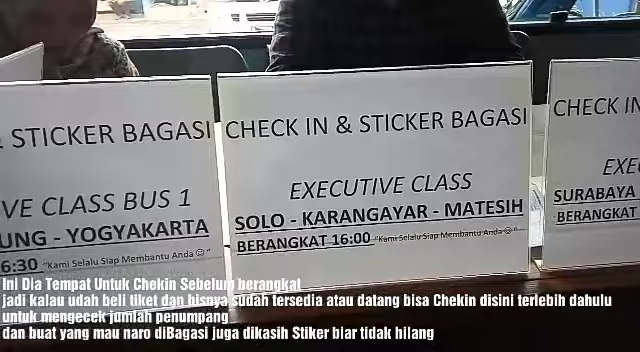 & STICKER BAGASI
VE CLASS BUS 1
UNG - YOGYAKARTA
6:30 "Kami Selalu Siap Membantu Anda ☺"
CHECK IN & STICKER BAGASI
EXECUTIVE CLASS
SOLO - KARANGAYAR - MATESIH
BERANGKAT 16:00 "Kami Selalu Siap Membantu Anda ☺"
CHECK IN
EXE
SURABAYA
BERANGKAT
Ini Dia Tempat Untuk Chekin Sebelum berangkat
jadi kalau udah beli tiket dan bisnya sudah tersedia atau datang bisa Chekin disini terlebih dahulu
untuk mengecek jumlah penumpang
dan buat yang mau naro diBagasi juga dikasih Stiker biar tidak hilang